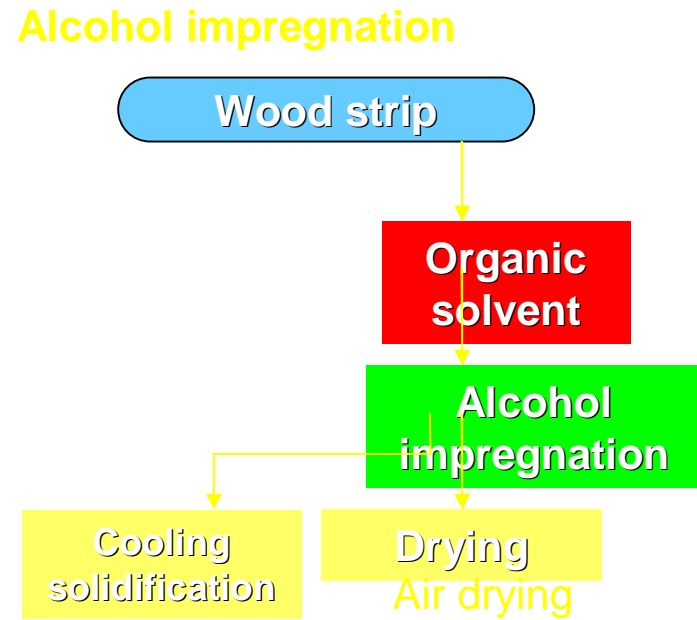 Alcohol impregnation
Wood strip
Organic
solvent
Alcohol
impregnation
Cooling
solidification
Drying
Air drying